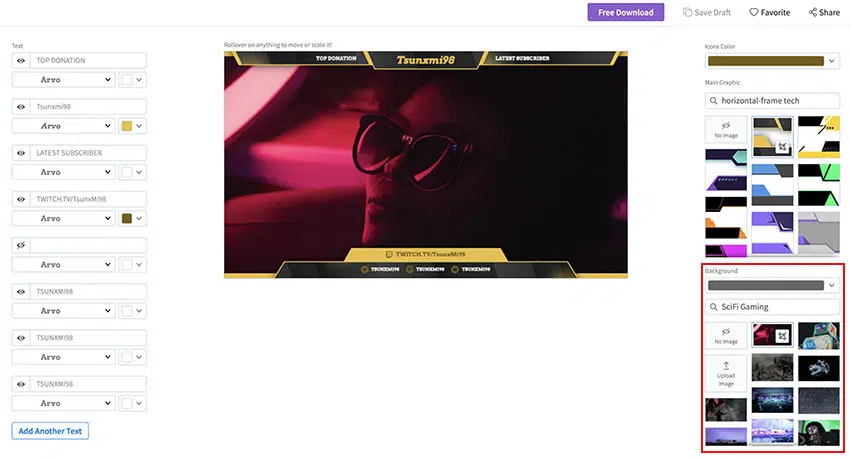 Free Download
Save Draft
Favorite
Share
Text
TOP DONATION
Arvo
Tsunxmi98
Arvo
LATEST SUBSCRIBER
Arvo
TWITCH.TV/TsunxMi98
Arvo
Arvo
TSUNXMI98
Arvo
TSUNXMI98
Arvo
TSUNXMI98
Arvo
Add Another Text
Rollover on anything to move or scale it!
TOP DONATION
Tsunxmi98
LATEST SUBSCRIBER
TWITCH.TV/TsunxMi98
TSUNXMI98
TSUNXMI98
TSUNXMI98
Icons Color
Main Graphic
horizontal-frame tech
No Image
Background
SciFi Gaming
No Image
Upload
Image